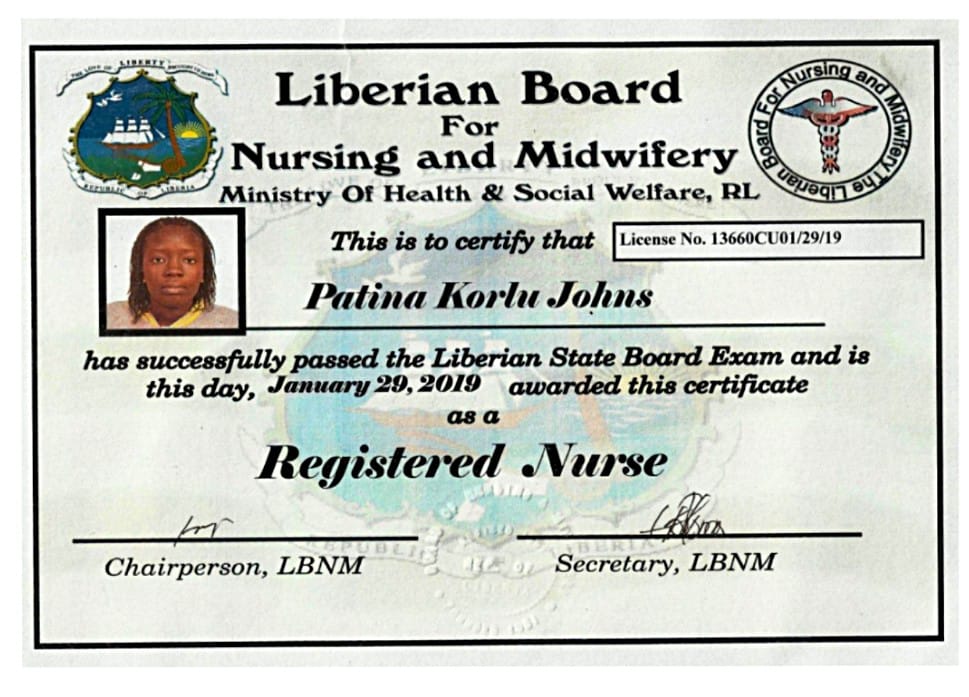 THE LOVE OF LIBERTY BROUGHT US HERE
REPUBLIC OF LIBERIA
Liberian Board
For
Nursing and Midwifery
Ministry Of Health & Social Welfare, RL
The Liberian Board For Nursing and Midwifery
This is to certify that
License No. 13660CU01/29/19
Patina Korlu Johns
has successfully passed the Liberian State Board Exam and is
this day, January 29, 2019 awarded this certificate
as a
Registered Nurse
REPUBLIC OF LIBERIA
Chairperson, LBNM
Secretary, LBNM